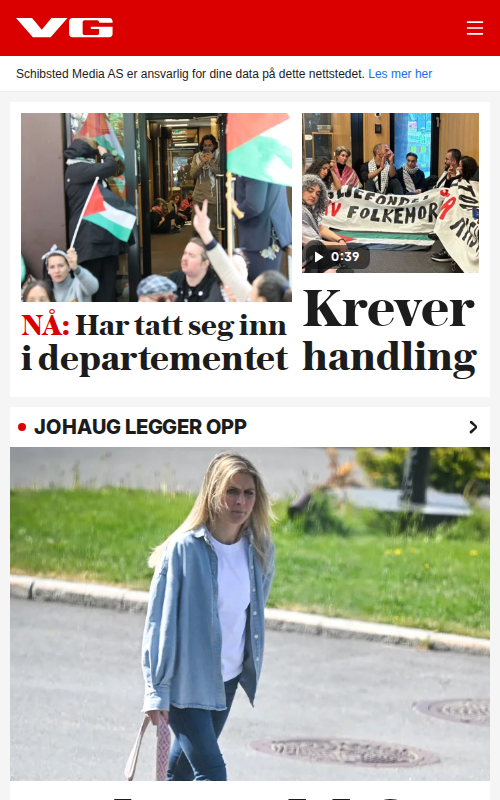 VG
Schibsted Media AS er ansvarlig for dine data på dette nettstedet. Les mer her
FOLKEMOR
0:39
NÅ: Har tatt seg inn
i departementet
Krever
handling
JOHAUG LEGGER OPP